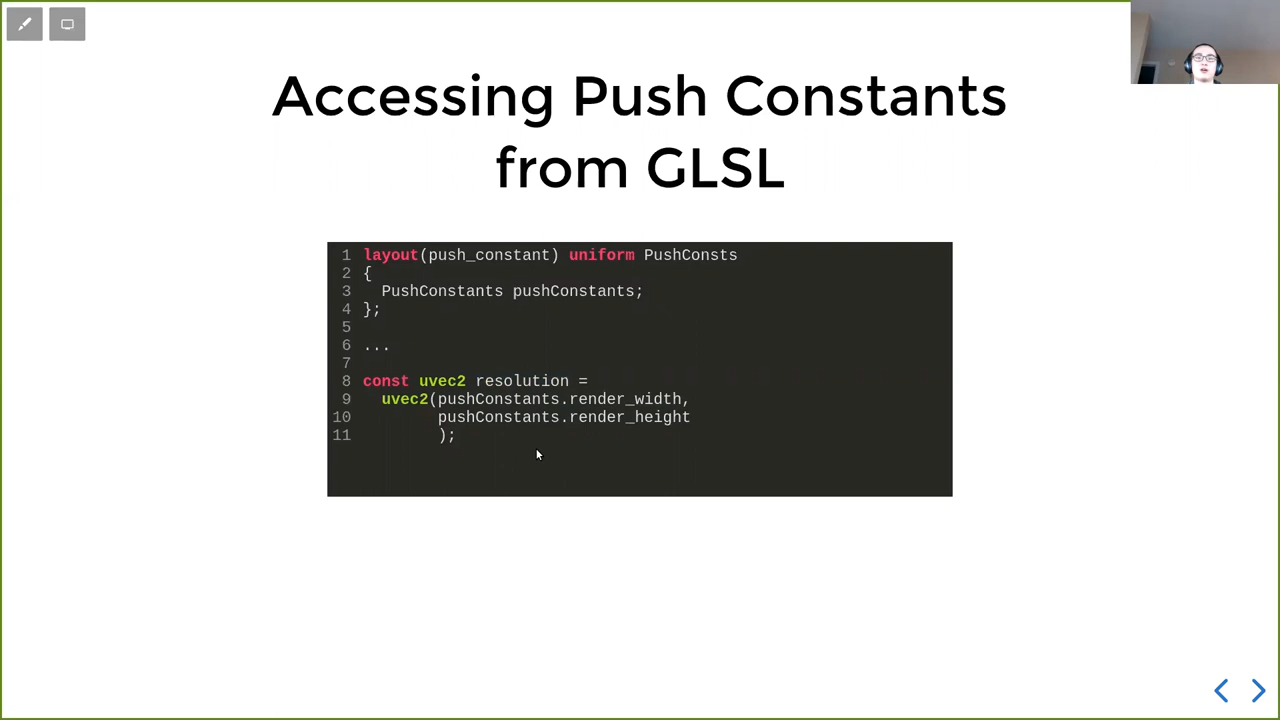 Accessing Push Constants
from GLSL
1 layout(push_constant) uniform PushConsts
2 {
3   PushConstants pushConstants;
4 };
5
6 ...
7
8 const uvec2 resolution =
9   uvec2(pushConstants.render_width,
10         pushConstants.render_height
11         );